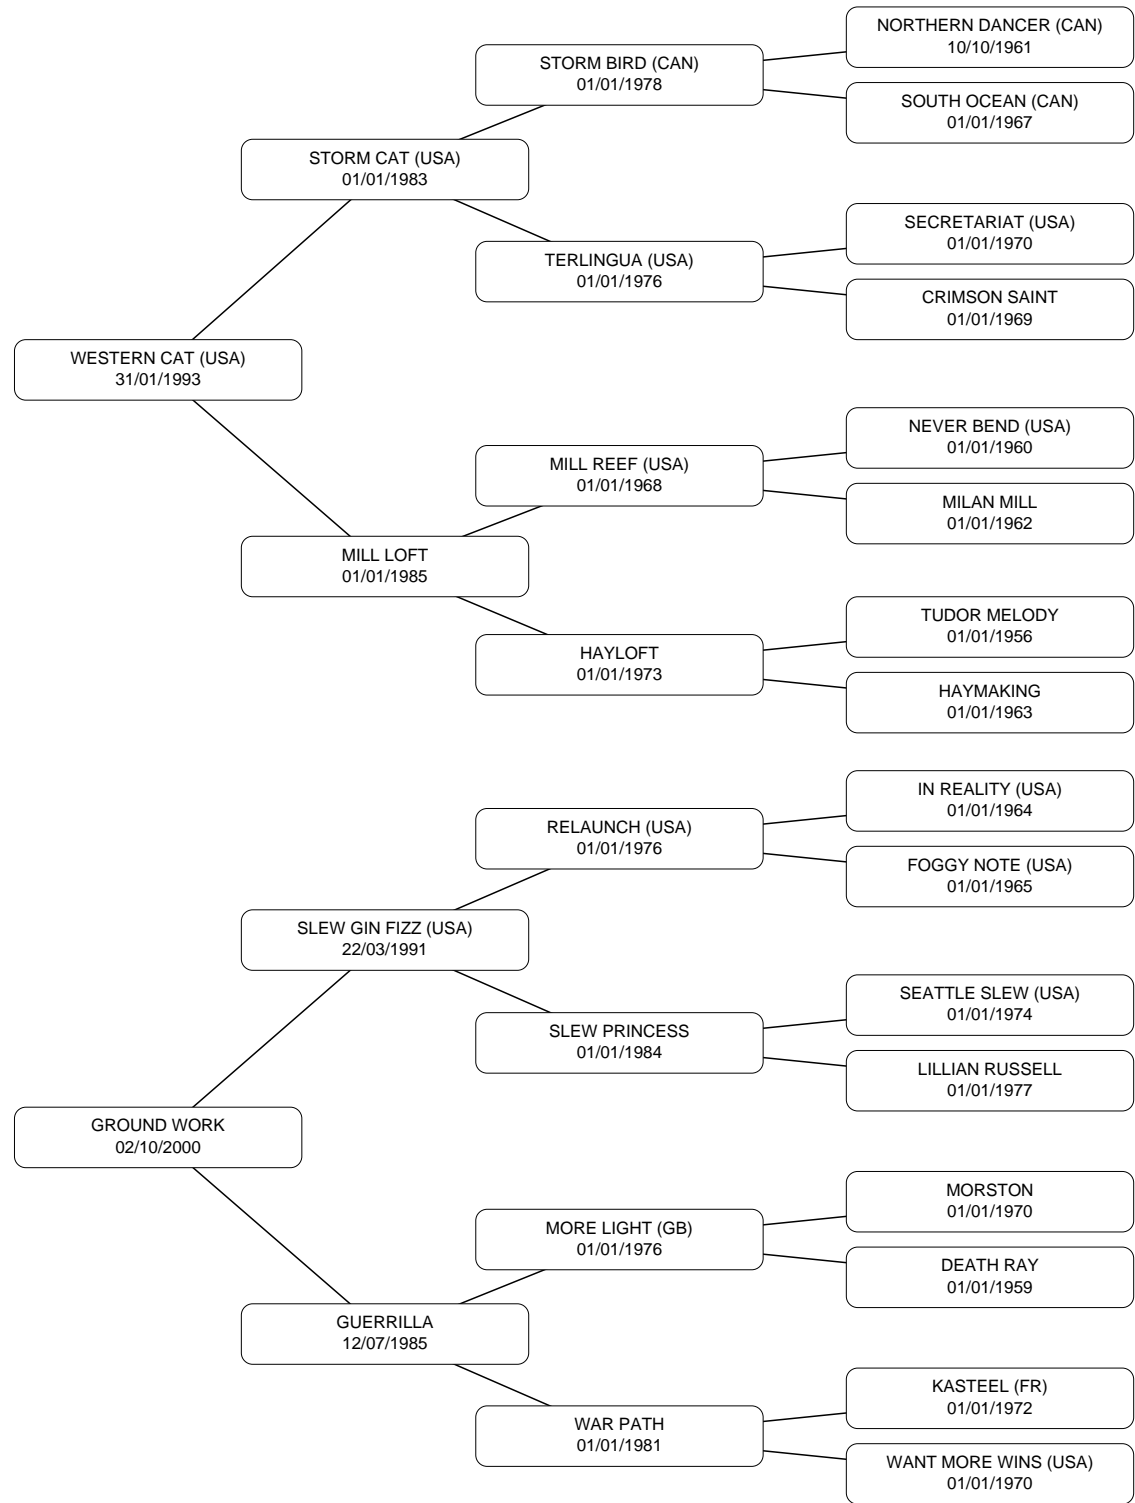 NORTHERN DANCER (CAN)
10/10/1961
STORM BIRD (CAN)
01/01/1978
SOUTH OCEAN (CAN)
01/01/1967
STORM CAT (USA)
01/01/1983
SECRETARIAT (USA)
01/01/1970
TERLINGUA (USA)
01/01/1976
CRIMSON SAINT
01/01/1969
WESTERN CAT (USA)
31/01/1993
NEVER BEND (USA)
01/01/1960
MILL REEF (USA)
01/01/1968
MILAN MILL
01/01/1962
MILL LOFT
01/01/1985
TUDOR MELODY
01/01/1956
HAYLOFT
01/01/1973
HAYMAKING
01/01/1963
IN REALITY (USA)
01/01/1964
RELAUNCH (USA)
01/01/1976
FOGGY NOTE (USA)
01/01/1965
SLEW GIN FIZZ (USA)
22/03/1991
SEATTLE SLEW (USA)
01/01/1974
SLEW PRINCESS
01/01/1984
LILLIAN RUSSELL
01/01/1977
GROUND WORK
02/10/2000
MORSTON
01/01/1970
MORE LIGHT (GB)
01/01/1976
DEATH RAY
01/01/1959
GUERRILLA
12/07/1985
KASTEEL (FR)
01/01/1972
WAR PATH
01/01/1981
WANT MORE WINS (USA)
01/01/1970